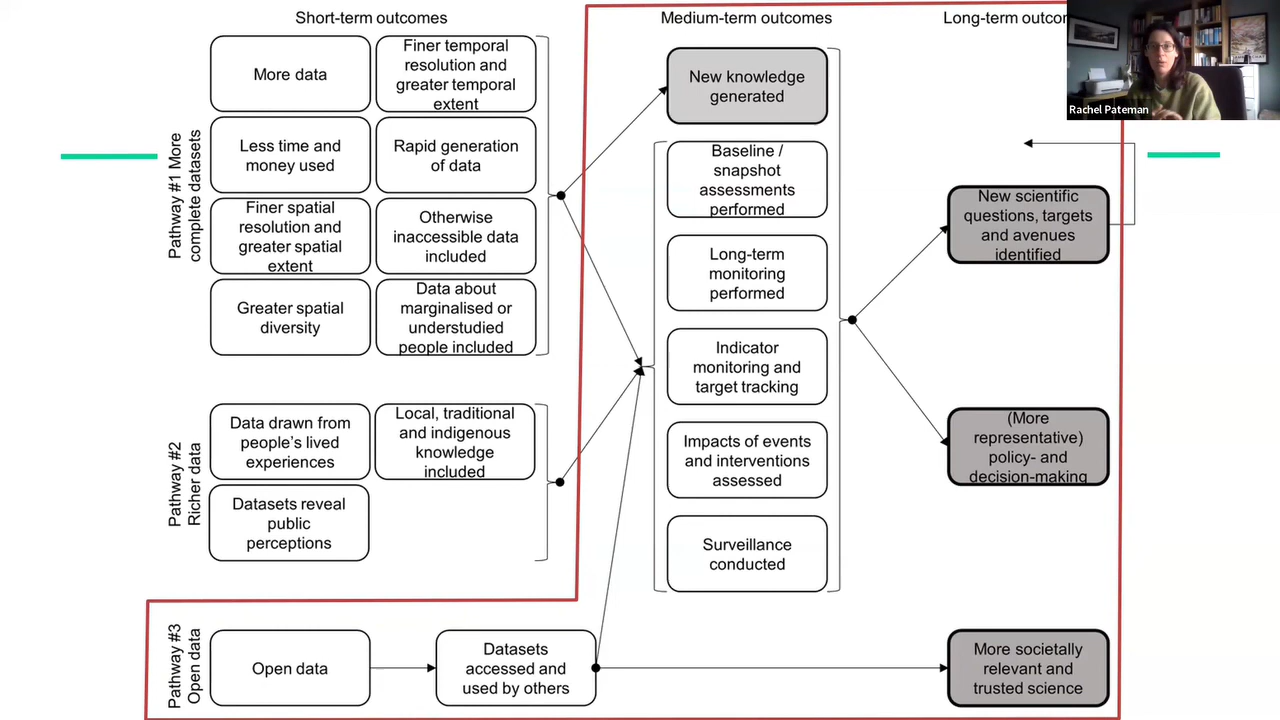 Short-term outcomes
Medium-term outcomes
Long-term outcom
Rachel Pateman
Pathway #1 More
complete datasets
More data
Finer temporal
resolution and
greater temporal
extent
Less time and
money used
Rapid generation
of data
Finer spatial
resolution and
greater spatial
extent
Otherwise
inaccessible data
included
Greater spatial
diversity
Data about
marginalised or
understudied
people included
Pathway #2
Richer data
Data drawn from
people's lived
experiences
Local, traditional
and indigenous
knowledge
included
Datasets reveal
public
perceptions
Pathway #3
Open data
Open data
Datasets
accessed and
used by others
New knowledge
generated
Baseline /
snapshot
assessments
performed
Long-term
monitoring
performed
Indicator
monitoring and
target tracking
Impacts of events
and interventions
assessed
Surveillance
conducted
New scientific
questions, targets
and avenues
identified
(More
representative)
policy- and
decision-making
More societally
relevant and
trusted science